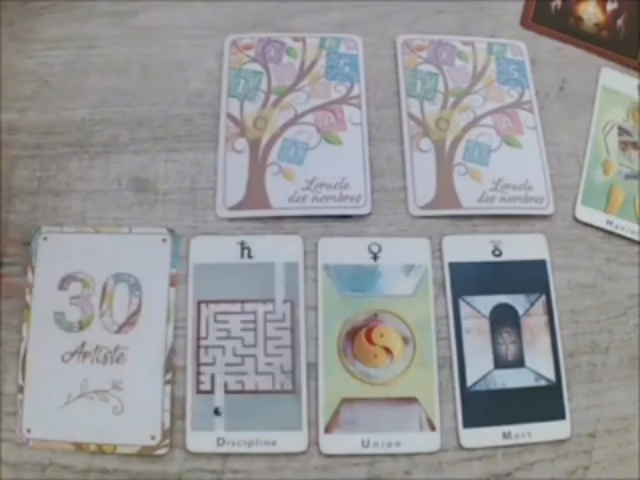 L'oracle
des nombres
L'oracle
des nombres
30
Artiste
Discipline
Union
Mort